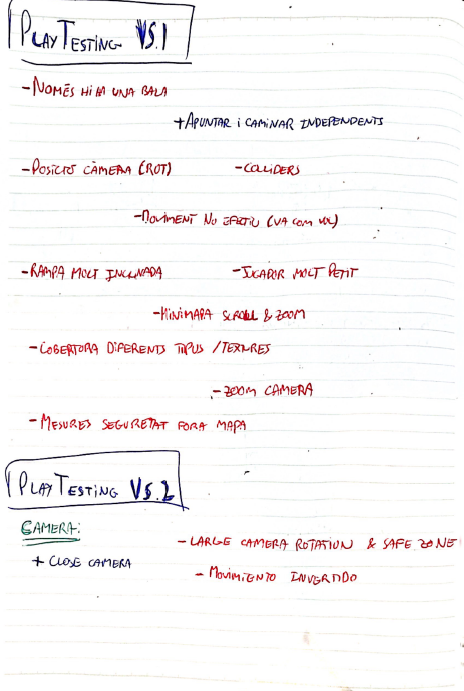 PLAYTESTING VS.1
- NOMÉS HI HA UNA BALA
+ APUNTAR I CAMINAR INDEPENDENTS
- POSICIÓ CÀMERA (ROT) - COLLIDERS
- MOVIMENT NO EFECTIU (VA COM VOL)
- RAMPA MOLT INCLINADA - JUGADOR MOLT PETIT
- MINIMAPA SCROLL & ZOOM
- COBERTURA DIFERENTS TIPUS / TEXTURES
- ZOOM CAMERA
- MESURES SEGURETAT FORA MAPA
PLAYTESTING VS.2
CAMERA:
- LARGE CAMERA ROTATION & SAFE ZONE
+ CLOSE CAMERA
- MOVIMIENTO INVERTIDO